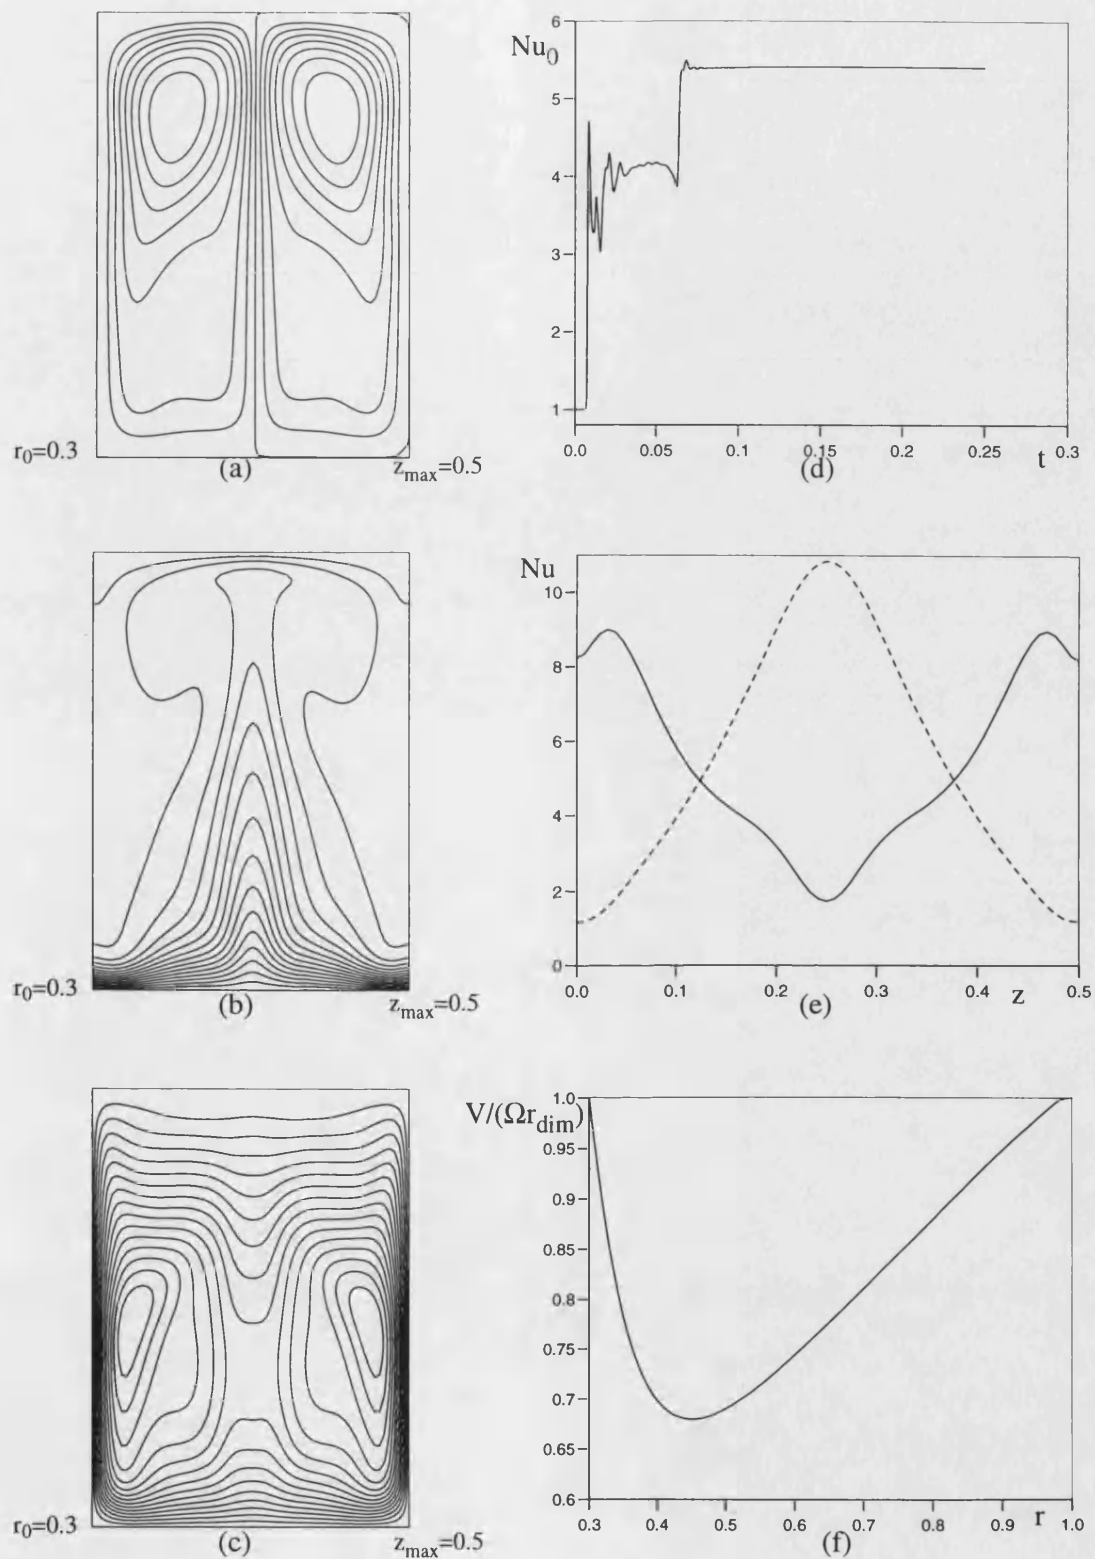 r0=0.3
(a)
zmax=0.5
Nu0
6
5
4
3
2
1
0.0 0.05 0.1 0.15 0.2 0.25 0.3
t
(d)
r0=0.3
(b)
zmax=0.5
Nu
10
8
6
4
2
0
0.0 0.1 0.2 0.3 0.4 0.5
z
(e)
r0=0.3
(c)
zmax=0.5
V/(Ωrdim)
1.0
0.95
0.9
0.85
0.8
0.75
0.7
0.65
0.6
0.3 0.4 0.5 0.6 0.7 0.8 0.9 1.0
r
(f)